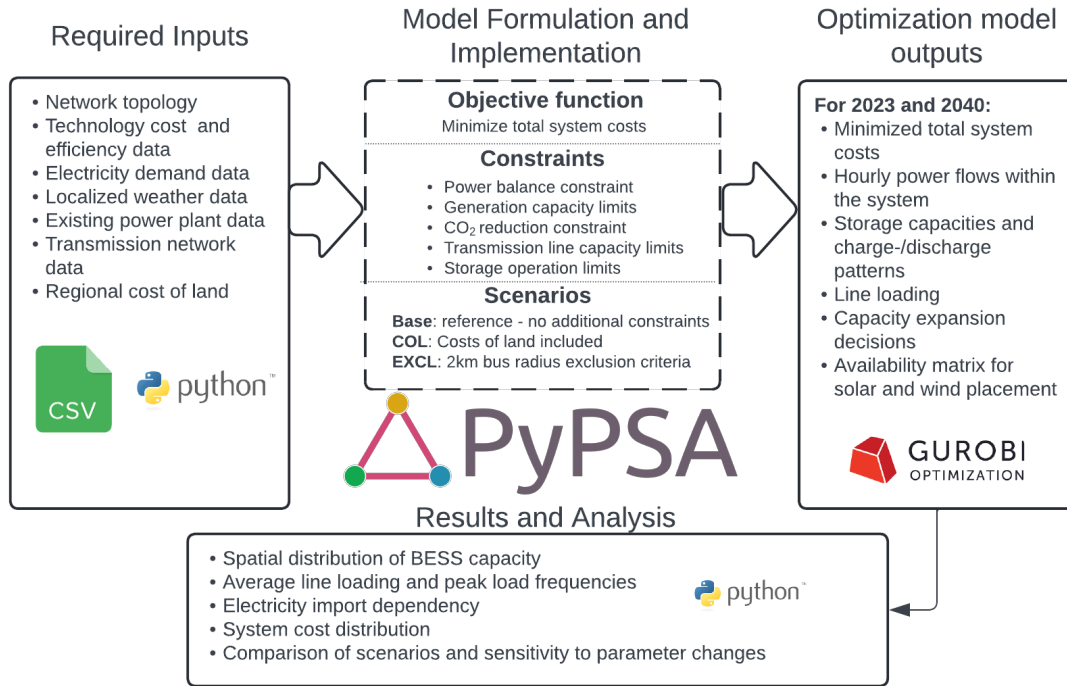 Required Inputs
• Network topology
• Technology cost and
efficiency data
• Electricity demand data
• Localized weather data
• Existing power plant data
• Transmission network
data
• Regional cost of land
CSV
python™
Model Formulation and
Implementation
Objective function
Minimize total system costs
Constraints
• Power balance constraint
• Generation capacity limits
• CO₂ reduction constraint
• Transmission line capacity limits
• Storage operation limits
Scenarios
Base: reference - no additional constraints
COL: Costs of land included
EXCL: 2km bus radius exclusion criteria
PyPSA
Optimization model
outputs
For 2023 and 2040:
• Minimized total system
costs
• Hourly power flows within
the system
• Storage capacities and
charge-/discharge
patterns
• Line loading
• Capacity expansion
decisions
• Availability matrix for
solar and wind placement
GUROBI
OPTIMIZATION
Results and Analysis
• Spatial distribution of BESS capacity
• Average line loading and peak load frequencies
• Electricity import dependency
• System cost distribution
• Comparison of scenarios and sensitivity to parameter changes
python™